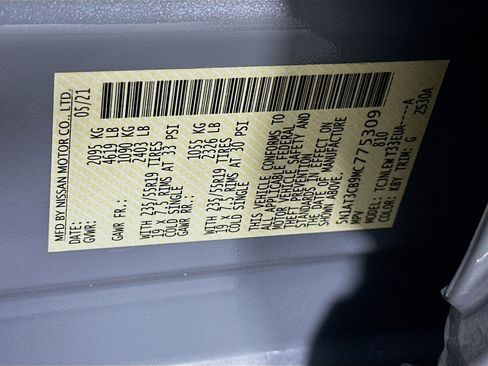 MFD BY NISSAN MOTOR CO., LTD.
DATE: 05/21
GVWR: 2095 KG
4619 LB
GAWR FR.: 1090 KG
2403 LB
WITH 235/55R19 TIRES
19 X 7.5 RIMS AT 33 PSI
COLD SINGLE
GAWR RR.: 1055 KG
2326 LB
WITH 235/55R19 TIRES
19 X 7.5 RIMS AT 30 PSI
COLD SINGLE
THIS VEHICLE CONFORMS TO
ALL APPLICABLE FEDERAL
MOTOR VEHICLE SAFETY AND
THEFT PREVENTION
STANDARDS IN EFFECT ON
THE DATE OF MANUFACTURE
SHOWN ABOVE.
5N1AT3CB9MC775309
MPV 810
MODEL: TCJNLEWT33EUA----A
COLOR: KBY TRIM: G 2530A